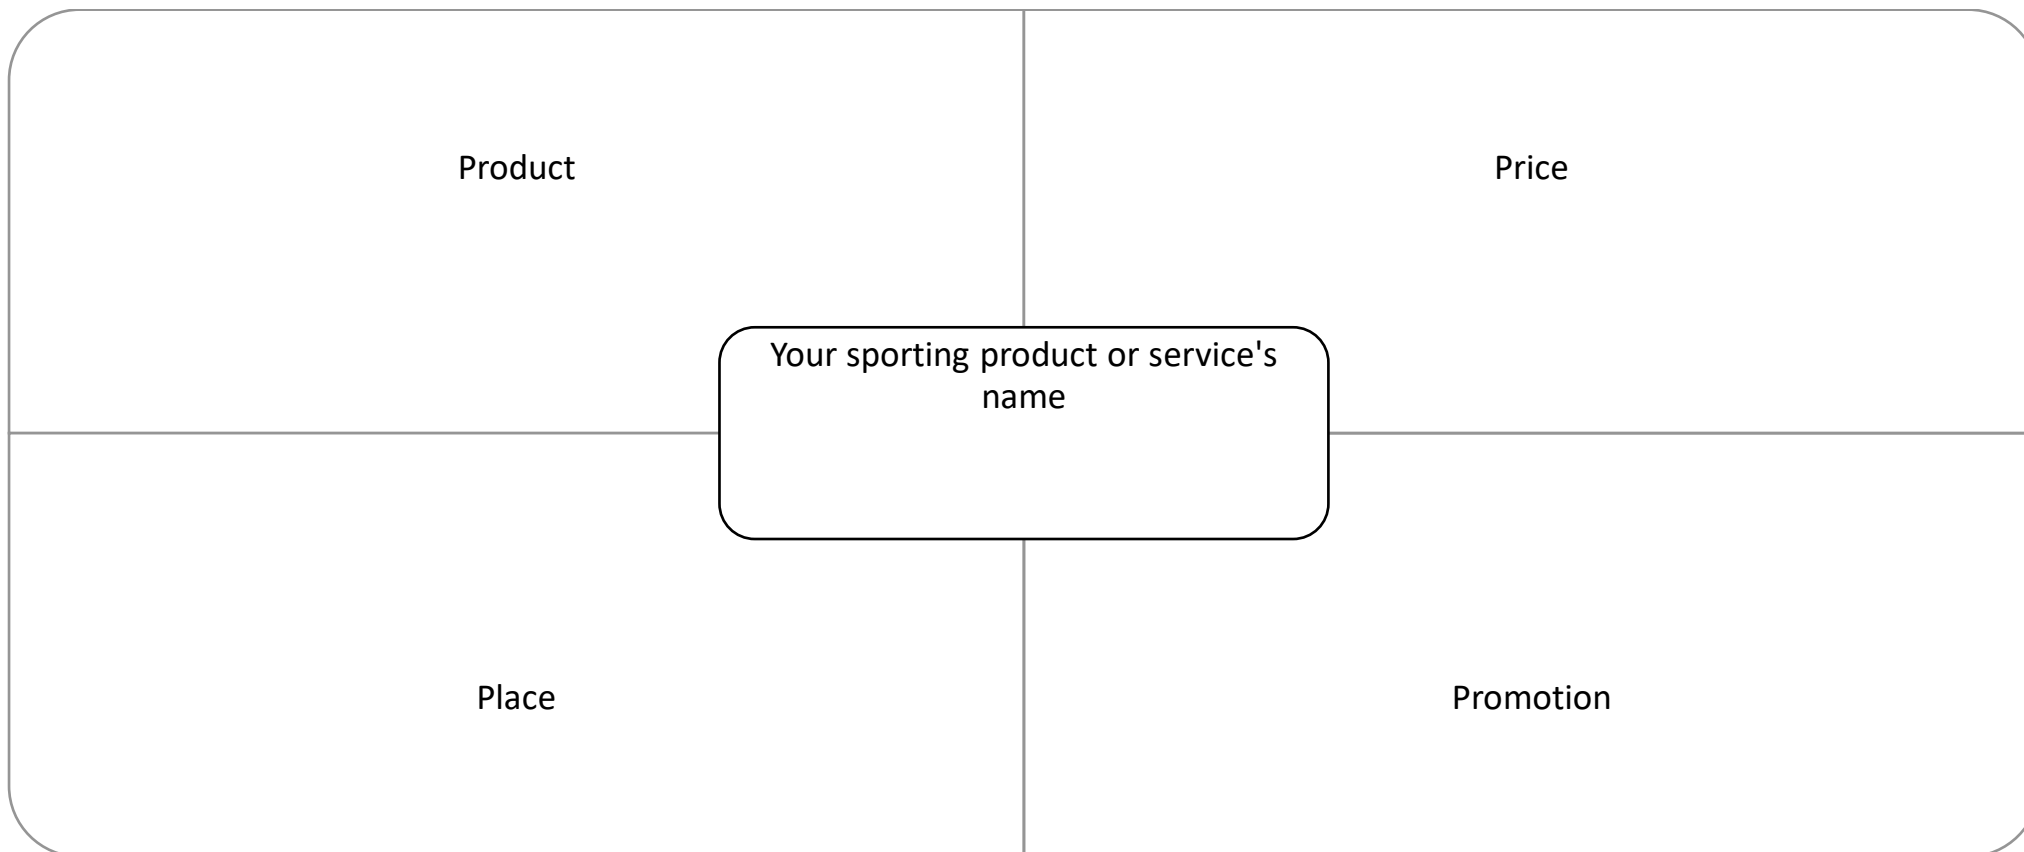 Product
Price
Your sporting product or service's
name
Place
Promotion